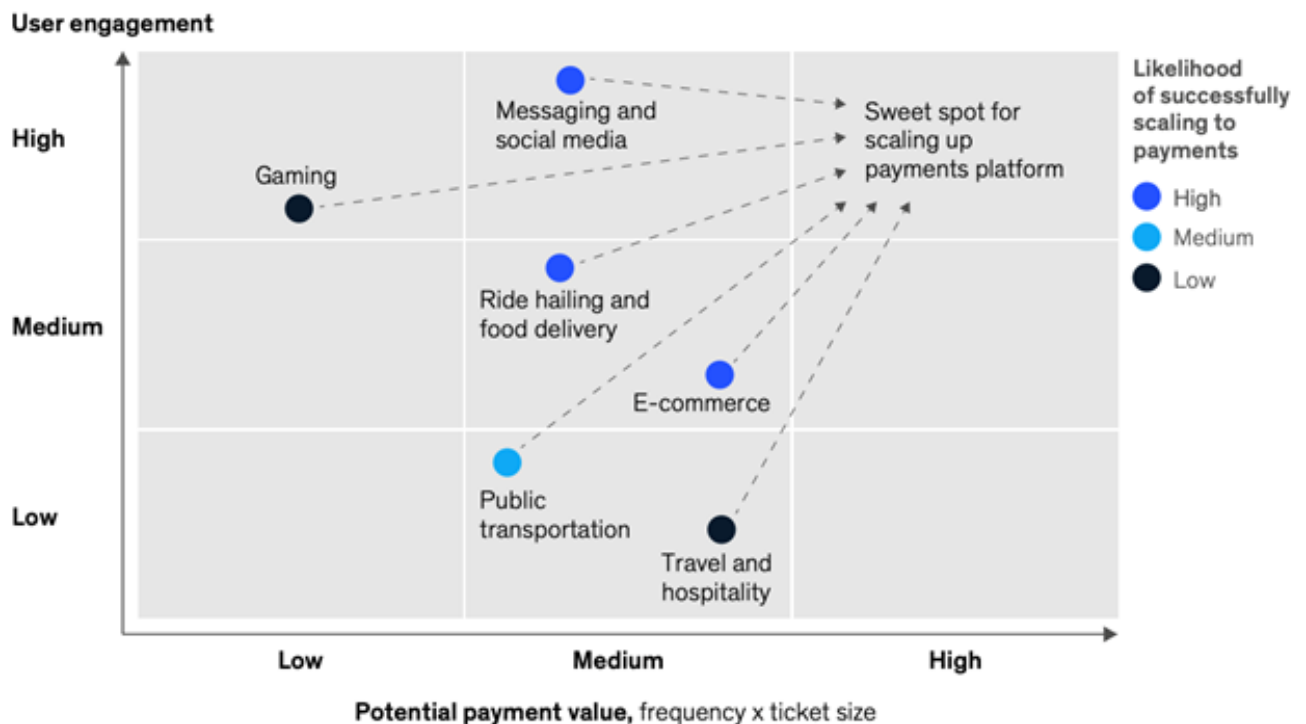 User engagement
High
Medium
Low
Messaging and
social media
Gaming
Sweet spot for
scaling up
payments platform
Ride hailing and
food delivery
E-commerce
Public
transportation
Travel and
hospitality
Low
Medium
High
Potential payment value, frequency x ticket size
Likelihood
of successfully
scaling to
payments
High
Medium
Low